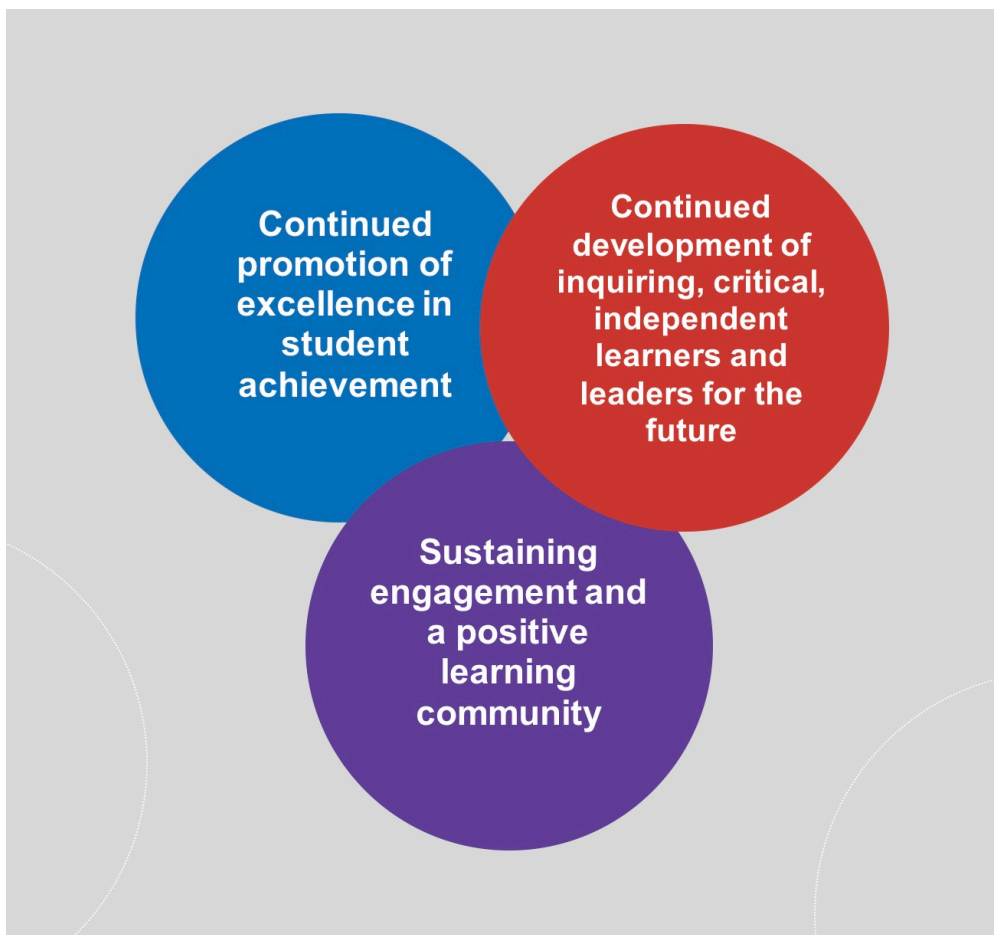 Continued
promotion of
excellence in
student
achievement
Continued
development of
inquiring, critical,
independent
learners and
leaders for the
future
Sustaining
engagement and
a positive
learning
community